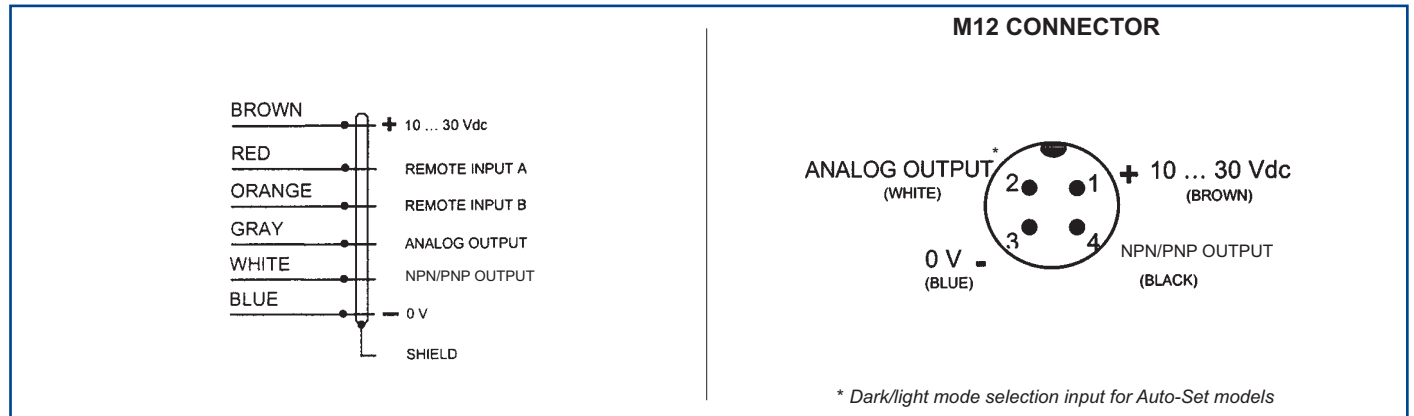 BROWN
+ 10 ... 30 Vdc
RED
REMOTE INPUT A
ORANGE
REMOTE INPUT B
GRAY
ANALOG OUTPUT
WHITE
NPN/PNP OUTPUT
BLUE
- 0 V
SHIELD
M12 CONNECTOR
ANALOG OUTPUT*
(WHITE)
2
1
+ 10 ... 30 Vdc
(BROWN)
3
4
0 V -
(BLUE)
NPN/PNP OUTPUT
(BLACK)
* Dark/light mode selection input for Auto-Set models